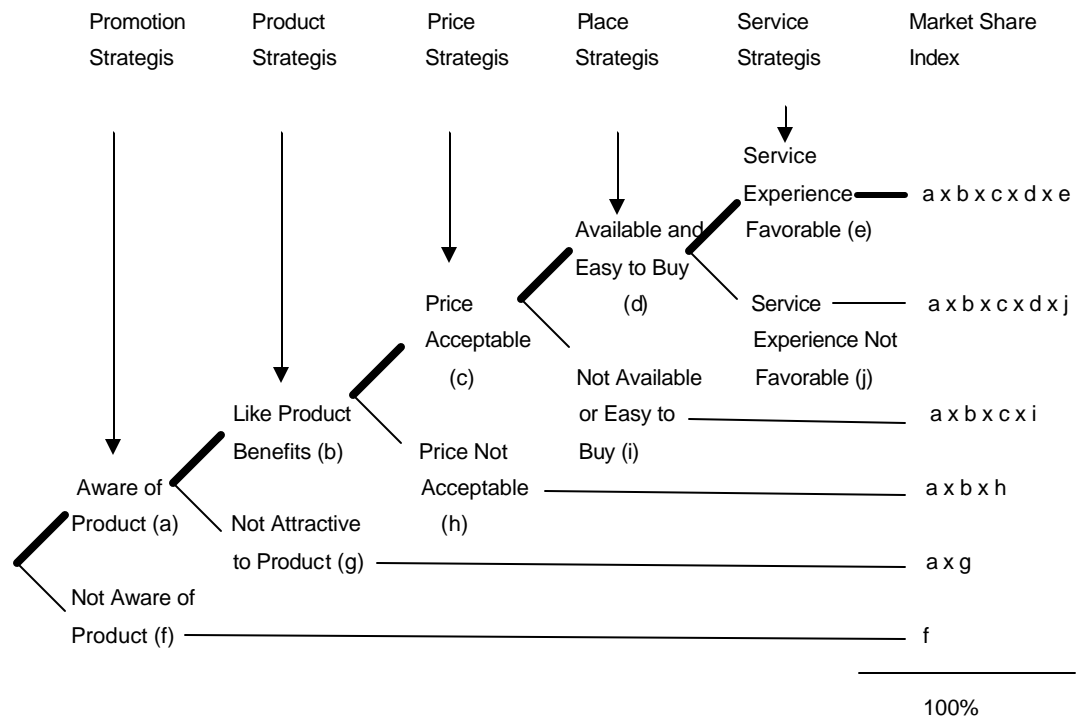 Promotion Strategis
Product Strategis
Price Strategis
Place Strategis
Service Strategis
Market Share Index
Service
Experience
Favorable (e)
a x b x c x d x e
Available and
Easy to Buy
(d)
Service
Experience Not
Favorable (j)
a x b x c x d x j
Price
Acceptable
(c)
Not Available
or Easy to
Buy (i)
a x b x c x i
Like Product
Benefits (b)
Price Not
Acceptable
(h)
a x b x h
Aware of
Product (a)
Not Attractive
to Product (g)
a x g
Not Aware of
Product (f)
f
100%